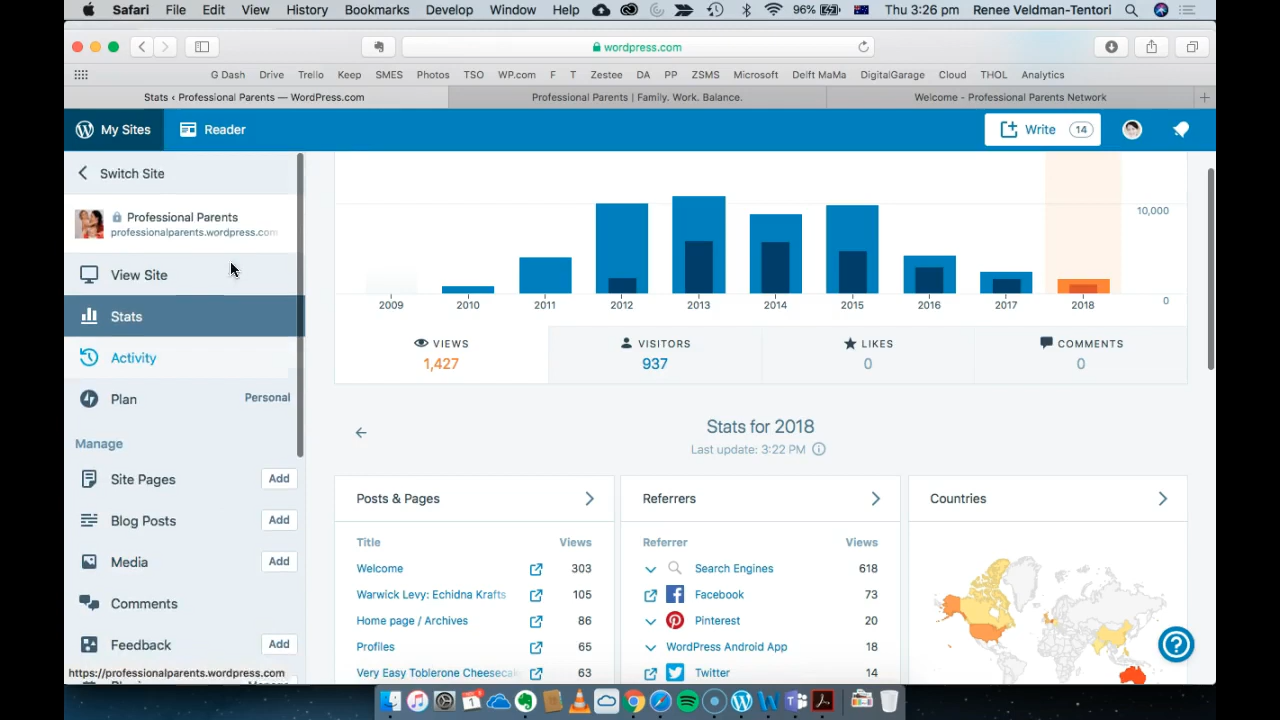 Safari File Edit View History Bookmarks Develop Window Help 96% Thu 3:26 pm Renee Veldman-Tentori
wordpress.com
G Dash Drive Trello Keep SMES Photos TSO WP.com F T Zestee DA PP ZSMS Microsoft Delft MaMa DigitalGarage Cloud THOL Analytics
Stats ‹ Professional Parents — WordPress.com Professional Parents | Family. Work. Balance. Welcome - Professional Parents Network
My Sites Reader Write 14
Switch Site
Professional Parents
professionalparents.wordpress.com
View Site
Stats
Activity
Plan Personal
Manage
Site Pages Add
Blog Posts Add
Media Add
Comments
Feedback Add
https://professionalparents.wordpress.com
10,000
0
2009 2010 2011 2012 2013 2014 2015 2016 2017 2018
VIEWS VISITORS LIKES COMMENTS
1,427 937 0 0
Stats for 2018
Last update: 3:22 PM
Posts & Pages
Title Views
Welcome 303
Warwick Levy: Echidna Krafts 105
Home page / Archives 86
Profiles 65
Very Easy Toblerone Cheeseca 63
Referrers
Referrer Views
Search Engines 618
Facebook 73
Pinterest 20
WordPress Android App 18
Twitter 14
Countries